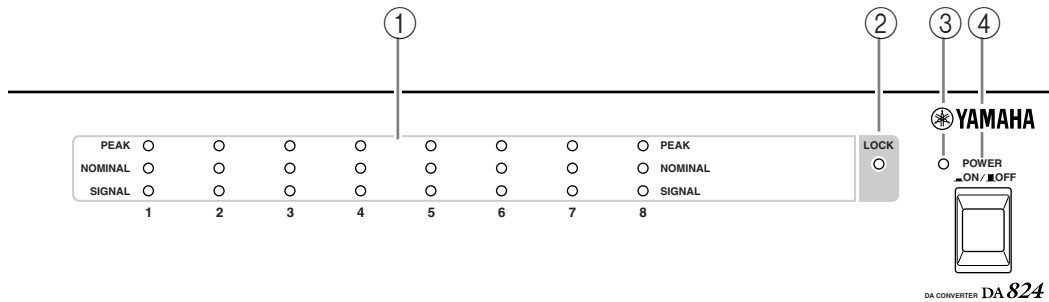 ① ② ③ ④
YAMAHA
PEAK PEAK LOCK
NOMINAL NOMINAL POWER
ON/ OFF
SIGNAL SIGNAL
1 2 3 4 5 6 7 8
DA CONVERTER DA824